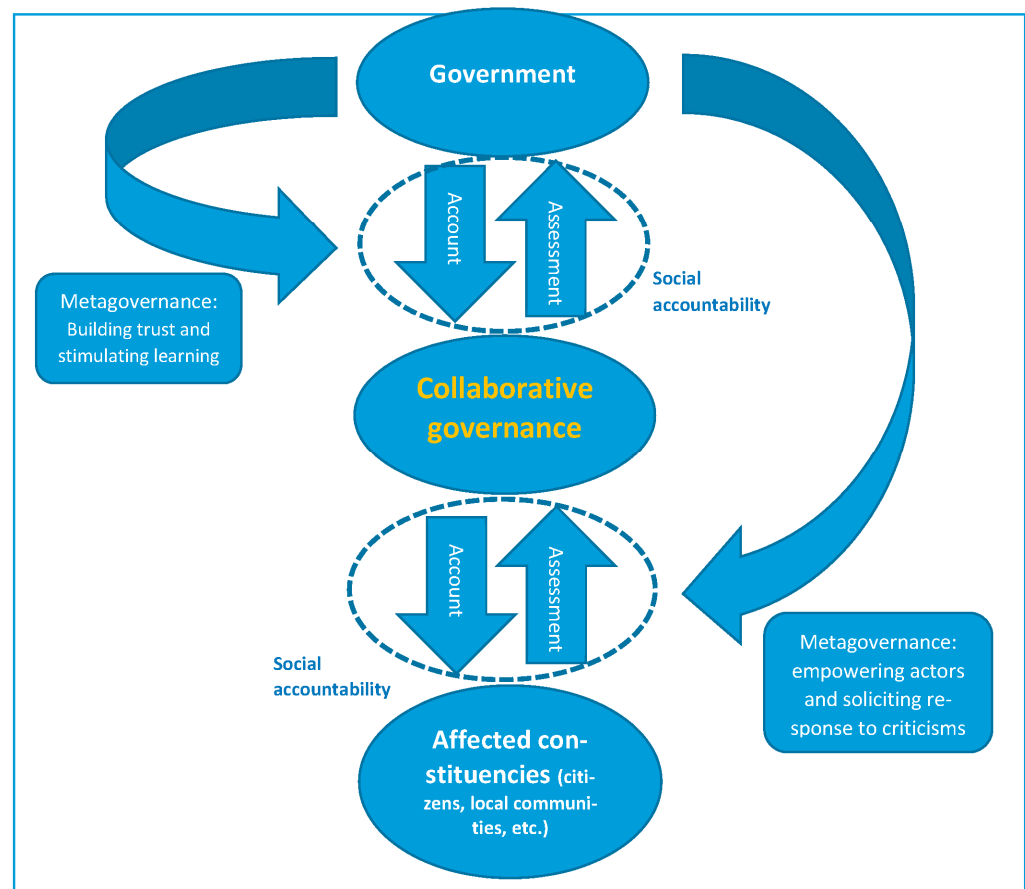 Government
Account
Assessment
Social
accountability
Metagovernance:
Building trust and
stimulating learning
Collaborative
governance
Account
Assessment
Social
accountability
Metagovernance:
empowering actors
and soliciting re-
sponse to criticisms
Affected con-
stituencies (citi-
zens, local communi-
ties, etc.)